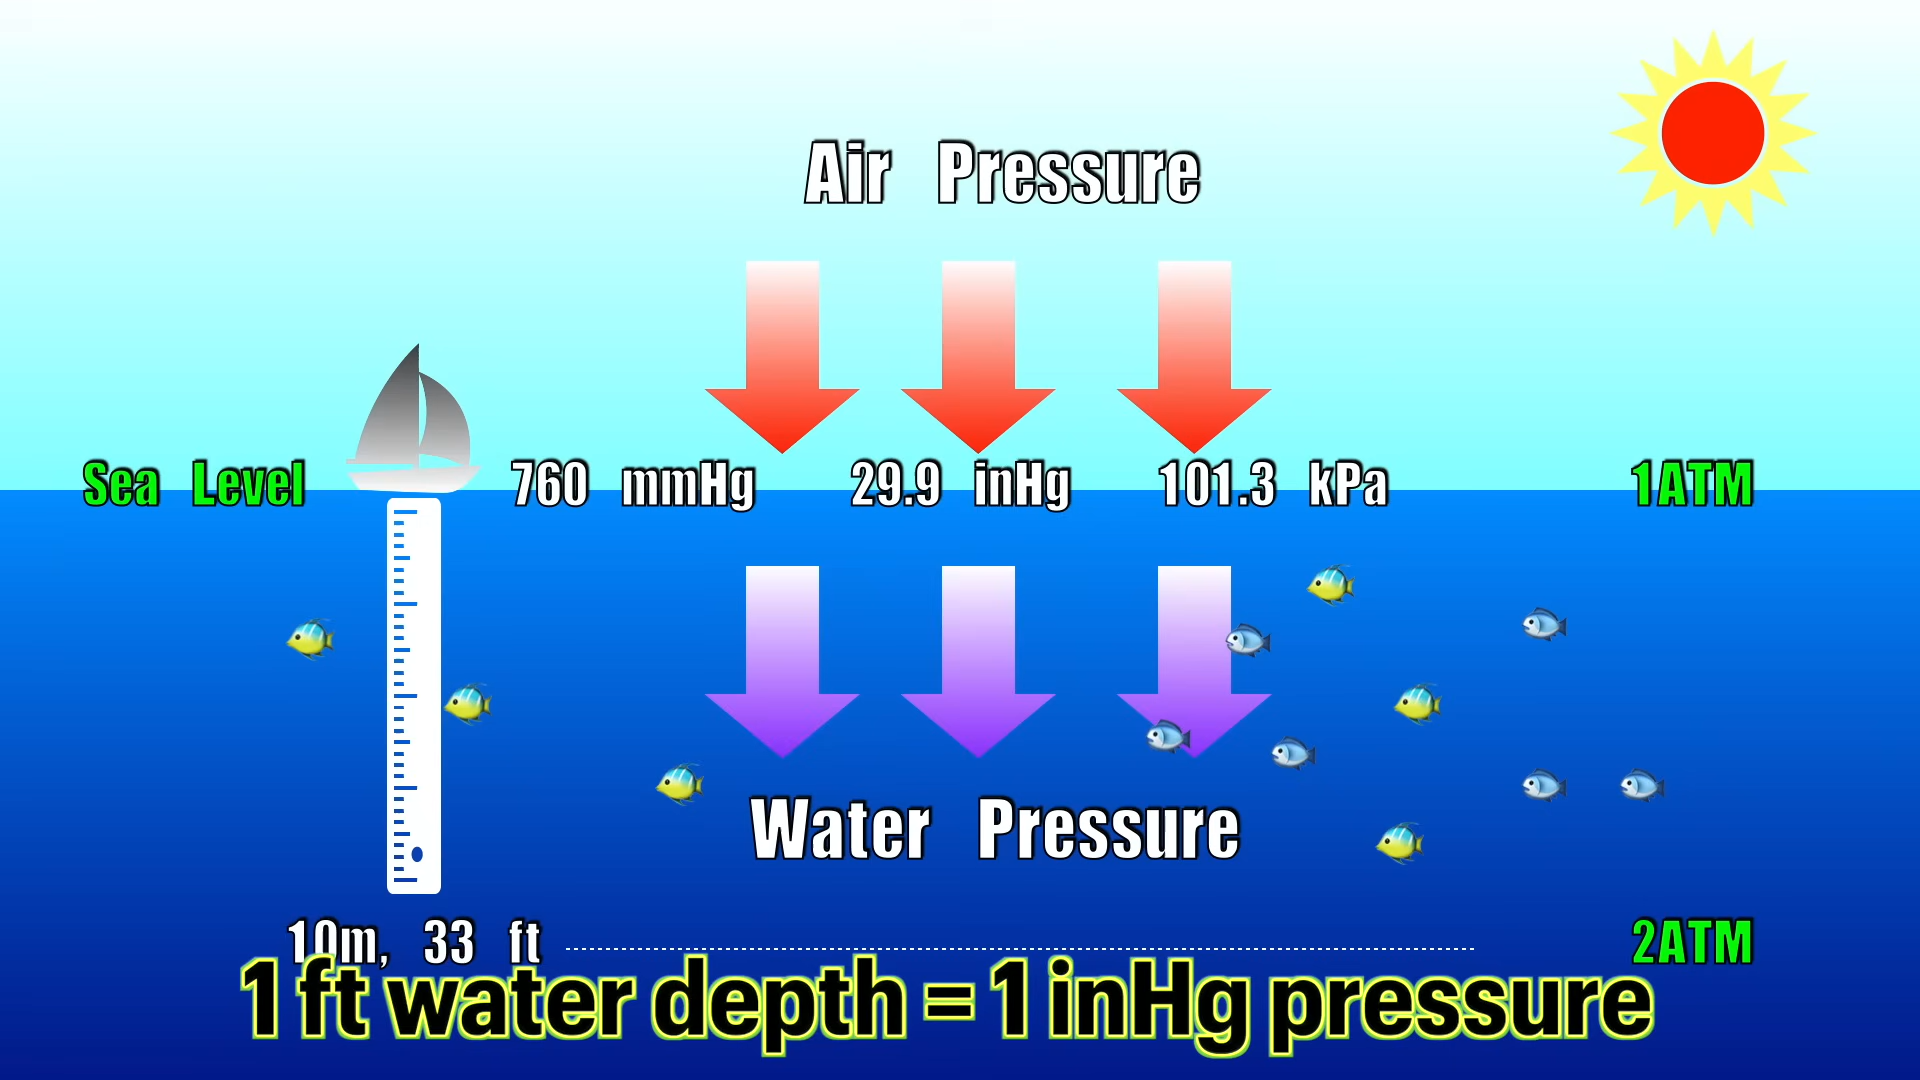 Air Pressure
Sea Level 760 mmHg 29.9 inHg 101.3 kPa 1ATM
Water Pressure
10m, 33 ft 2ATM
1 ft water depth = 1 inHg pressure